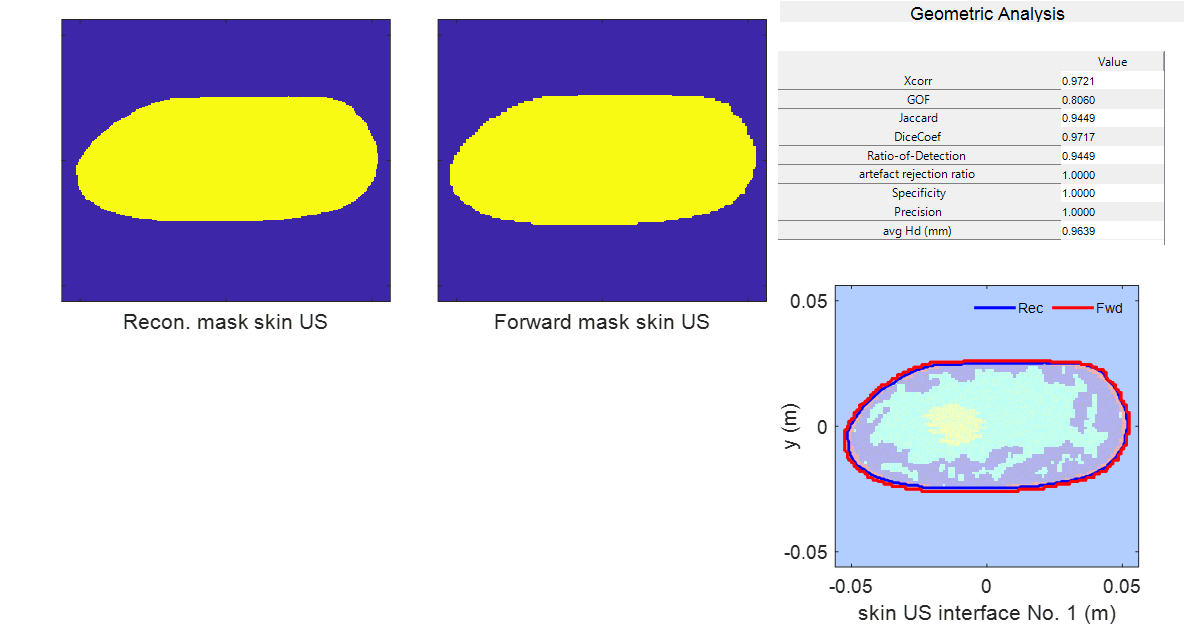 Geometric Analysis
Value
Xcorr 0.9721
GOF 0.8060
Jaccard 0.9449
DiceCoef 0.9717
Ratio-of-Detection 0.9449
artefact rejection ratio 1.0000
Specificity 1.0000
Precision 1.0000
avg Hd (mm) 0.9639
Recon. mask skin US
Forward mask skin US
Rec Fwd
0.05
0
-0.05
y (m)
-0.05 0 0.05
skin US interface No. 1 (m)